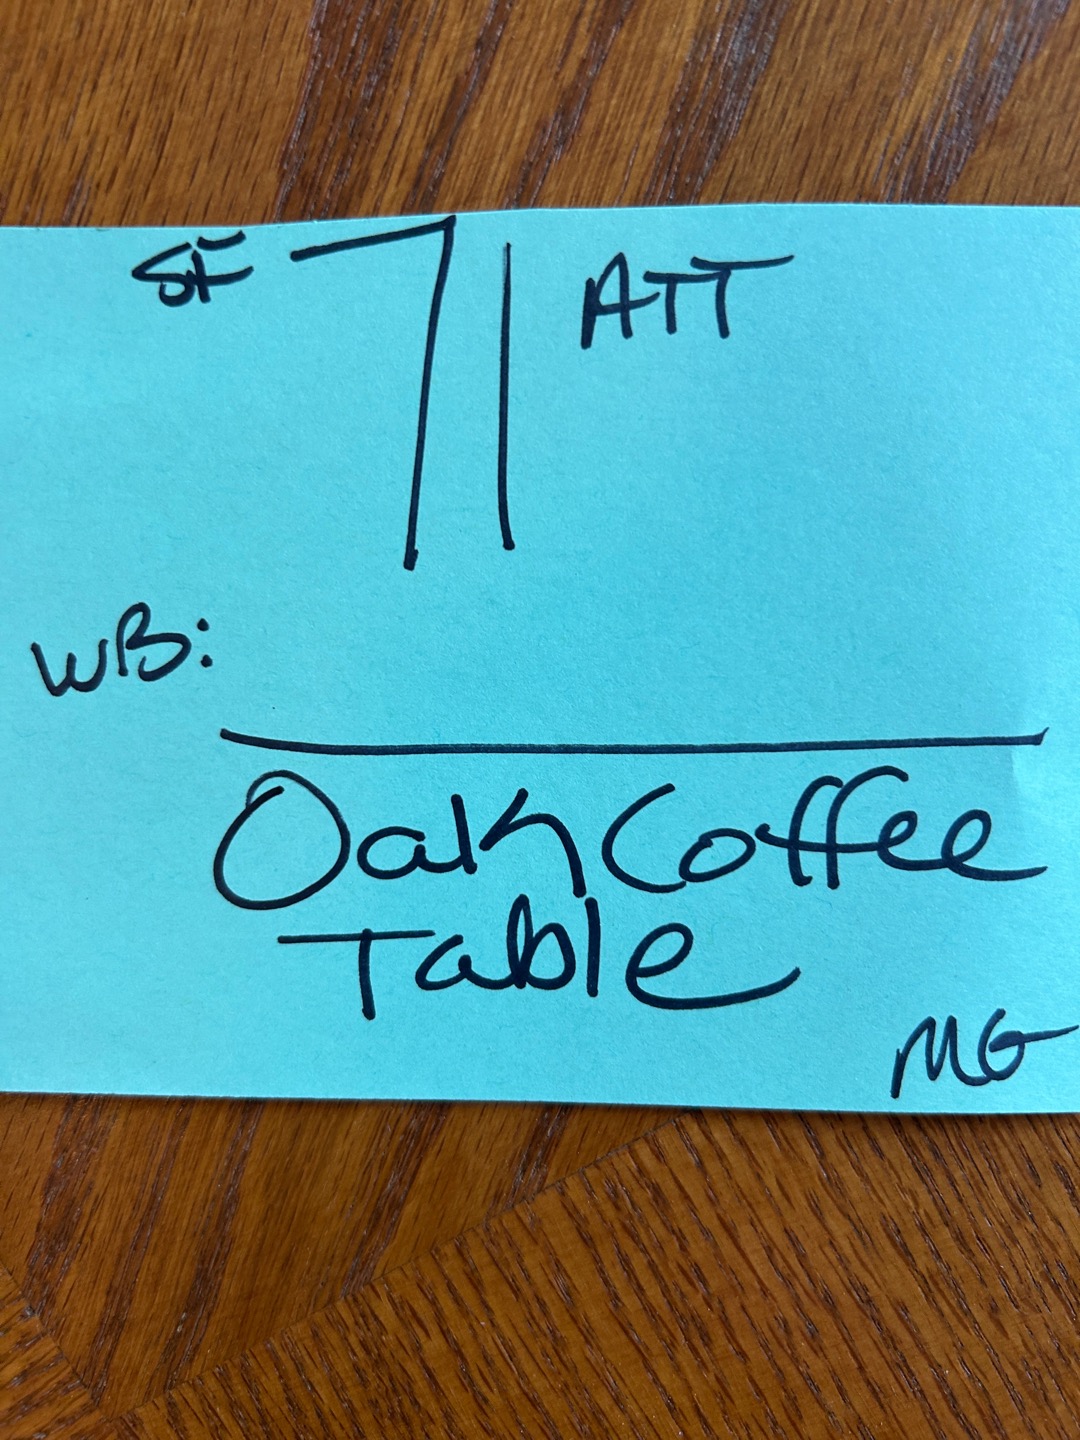 SF 71 ATT
WB:
Oak Coffee
Table
MG